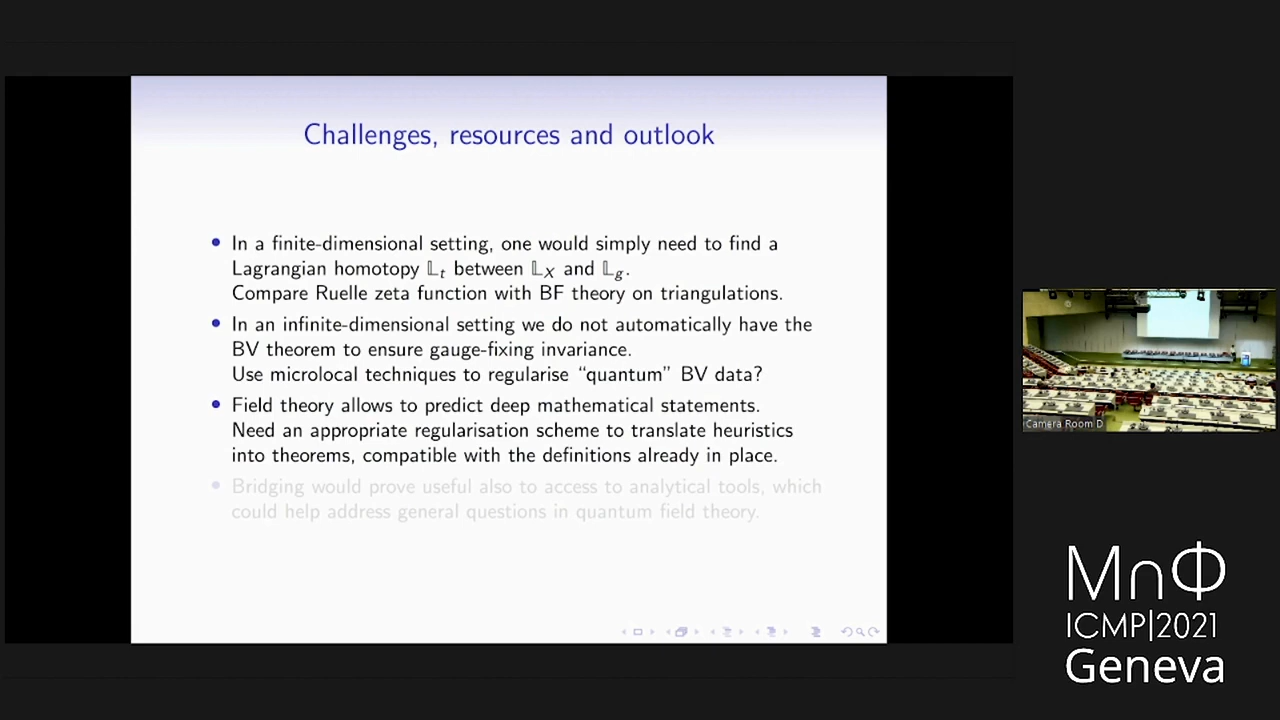 Challenges, resources and outlook
• In a finite-dimensional setting, one would simply need to find a
Lagrangian homotopy 𝕃ₜ between 𝕃_X and 𝕃_g.
Compare Ruelle zeta function with BF theory on triangulations.
• In an infinite-dimensional setting we do not automatically have the
BV theorem to ensure gauge-fixing invariance.
Use microlocal techniques to regularise “quantum” BV data?
• Field theory allows to predict deep mathematical statements.
Need an appropriate regularisation scheme to translate heuristics
into theorems, compatible with the definitions already in place.
• Bridging would prove useful also to access to analytical tools, which
could help address general questions in quantum field theory.
Camera Room D
M∩Φ
ICMP|2021
Geneva